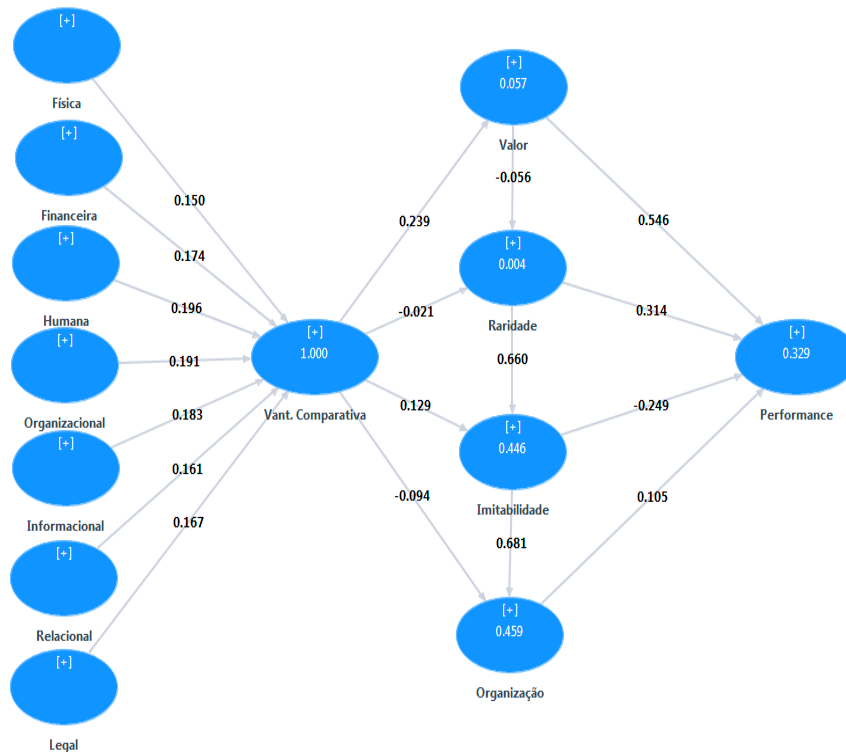 [+]
Física
[+]
Financeira
[+]
Humana
[+]
Organizacional
[+]
Informacional
[+]
Relacional
[+]
Legal
0.150
0.174
0.196
0.191
0.183
0.161
0.167
[+]
1.000
Vant. Comparativa
0.239
-0.021
0.129
-0.094
[+]
0.057
Valor
-0.056
[+]
0.004
Raridade
0.660
[+]
0.446
Imitabilidade
0.681
[+]
0.459
Organização
0.546
0.314
-0.249
0.105
[+]
0.329
Performance